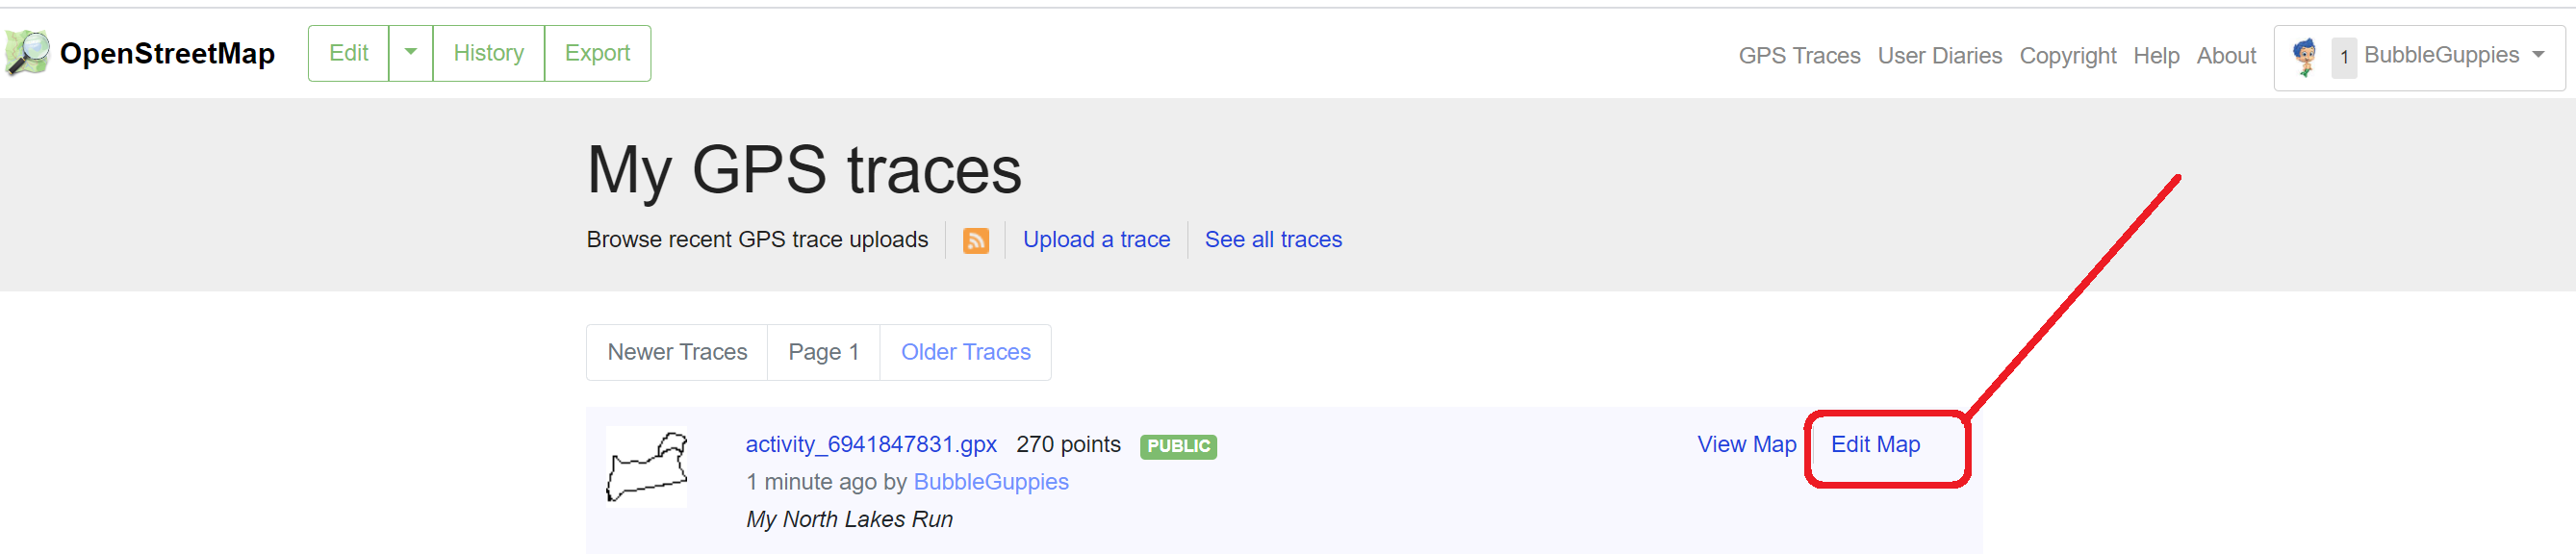 OpenStreetMap Edit History Export GPS Traces User Diaries Copyright Help About 1 BubbleGuppies
My GPS traces
Browse recent GPS trace uploads Upload a trace See all traces
Newer Traces Page 1 Older Traces
activity_6941847831.gpx 270 points PUBLIC View Map Edit Map
1 minute ago by BubbleGuppies
My North Lakes Run